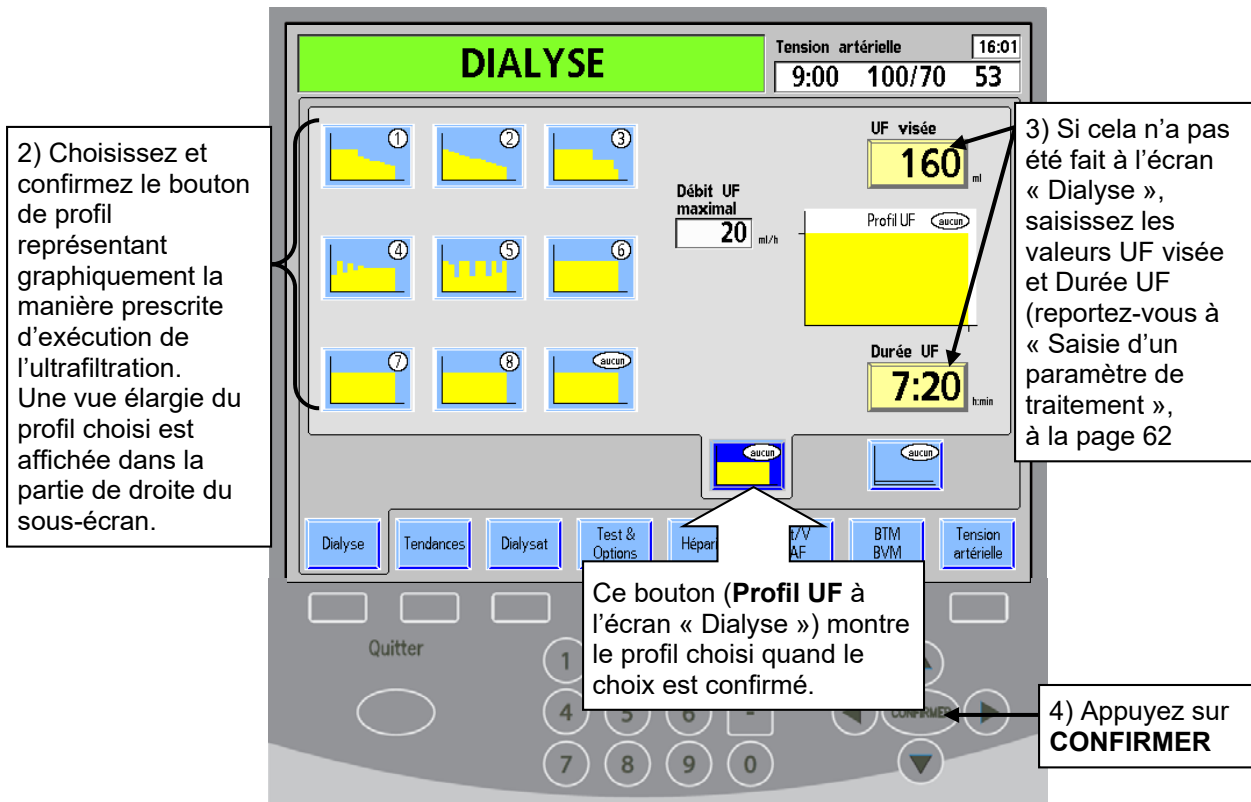 DIALYSE
Tension artérielle
16:01
9:00 100/70 53
2) Choisissez et
confirmez le bouton
de profil
représentant
graphiquement la
manière prescrite
d’exécution de
l’ultrafiltration.
Une vue élargie du
profil choisi est
affichée dans la
partie de droite du
sous-écran.
1
2
3
4
5
6
7
8
aucun
Débit UF
maximal
20 ml/h
UF visée
160 ml
Profil UF aucun
Durée UF
7:20 h:min
3) Si cela n’a pas
été fait à l’écran
« Dialyse »,
saisissez les
valeurs UF visée
et Durée UF
(reportez-vous à
« Saisie d’un
paramètre de
traitement »,
à la page 62
aucun
aucun
Dialyse
Tendances
Dialysat
Test &
Options
Hépari
t/V
AF
BTM
BVM
Tension
artérielle
Ce bouton (Profil UF à
l’écran « Dialyse ») montre
le profil choisi quand le
choix est confirmé.
Quitter
1
4 5 6 -
7 8 9 0
CONFIRMER
4) Appuyez sur
CONFIRMER